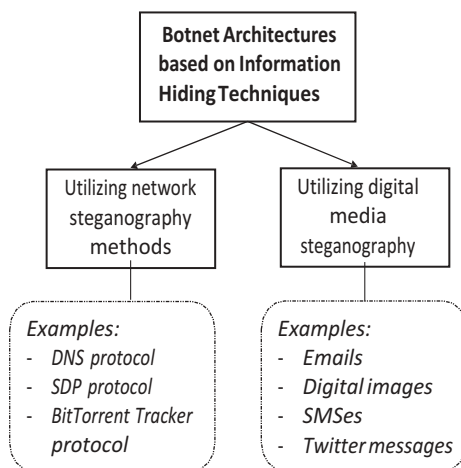 Botnet Architectures
based on Information
Hiding Techniques
Utilizing network
steganography
methods
Utilizing digital
media
steganography
Examples:
- DNS protocol
- SDP protocol
- BitTorrent Tracker
protocol
Examples:
- Emails
- Digital images
- SMSes
- Twitter messages